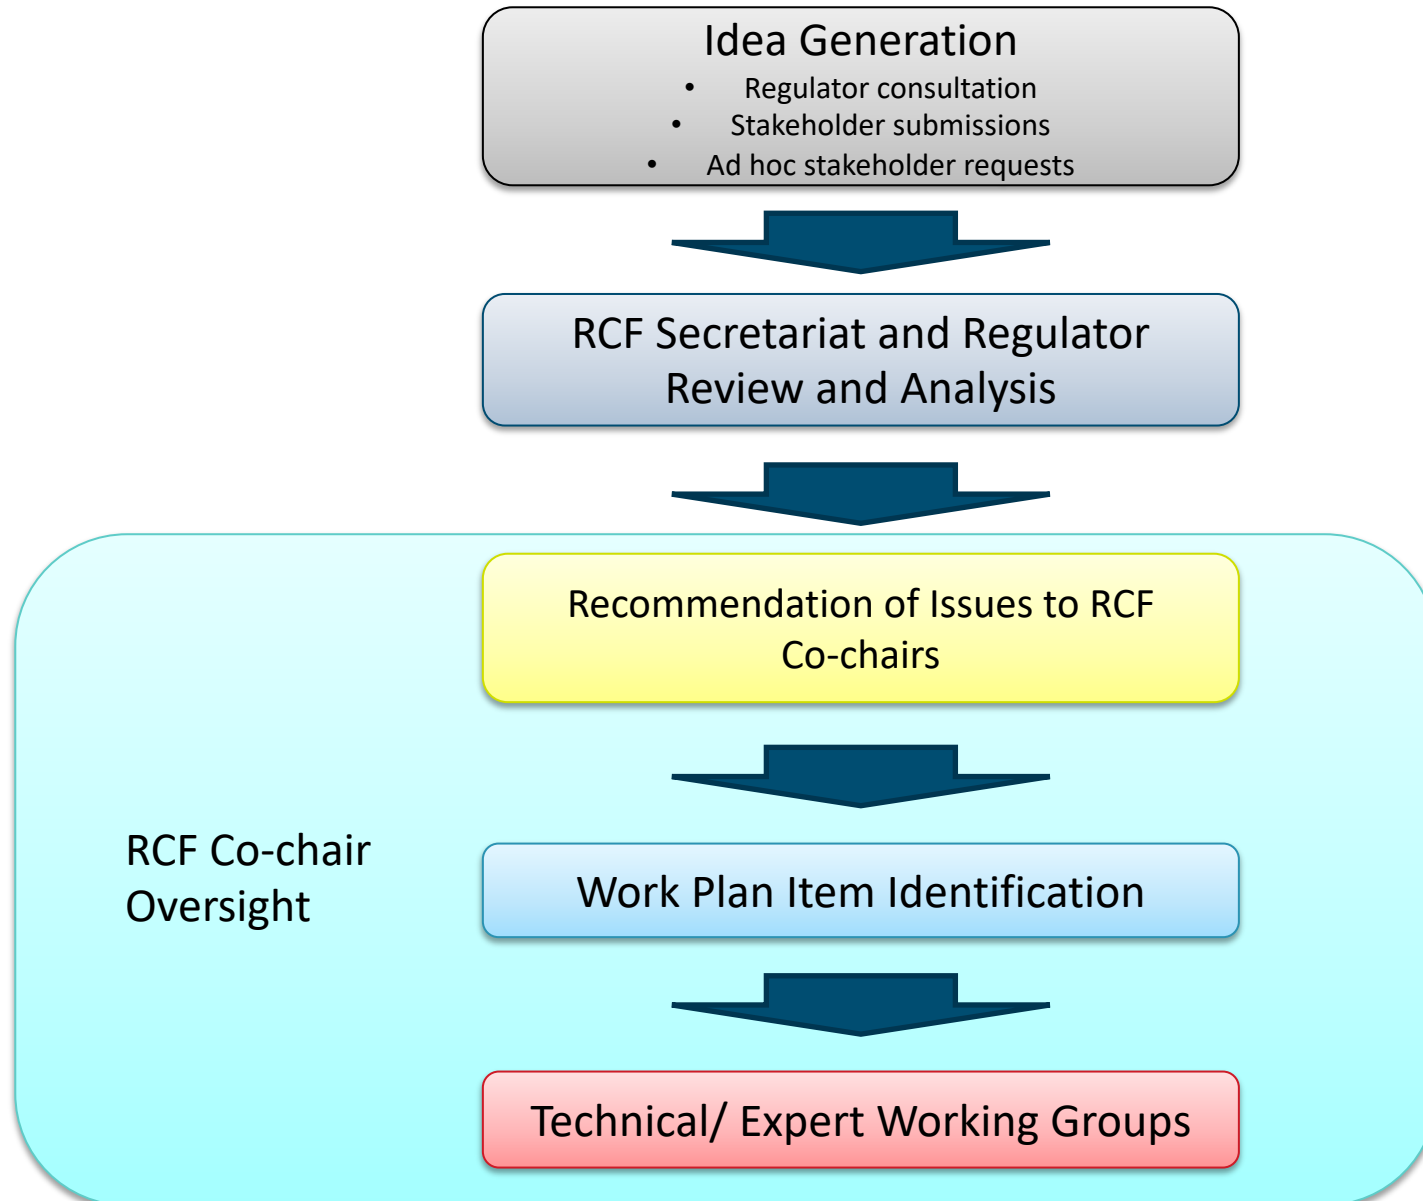 Idea Generation
• Regulator consultation
• Stakeholder submissions
• Ad hoc stakeholder requests
RCF Secretariat and Regulator
Review and Analysis
Recommendation of Issues to RCF
Co-chairs
RCF Co-chair
Oversight
Work Plan Item Identification
Technical/ Expert Working Groups